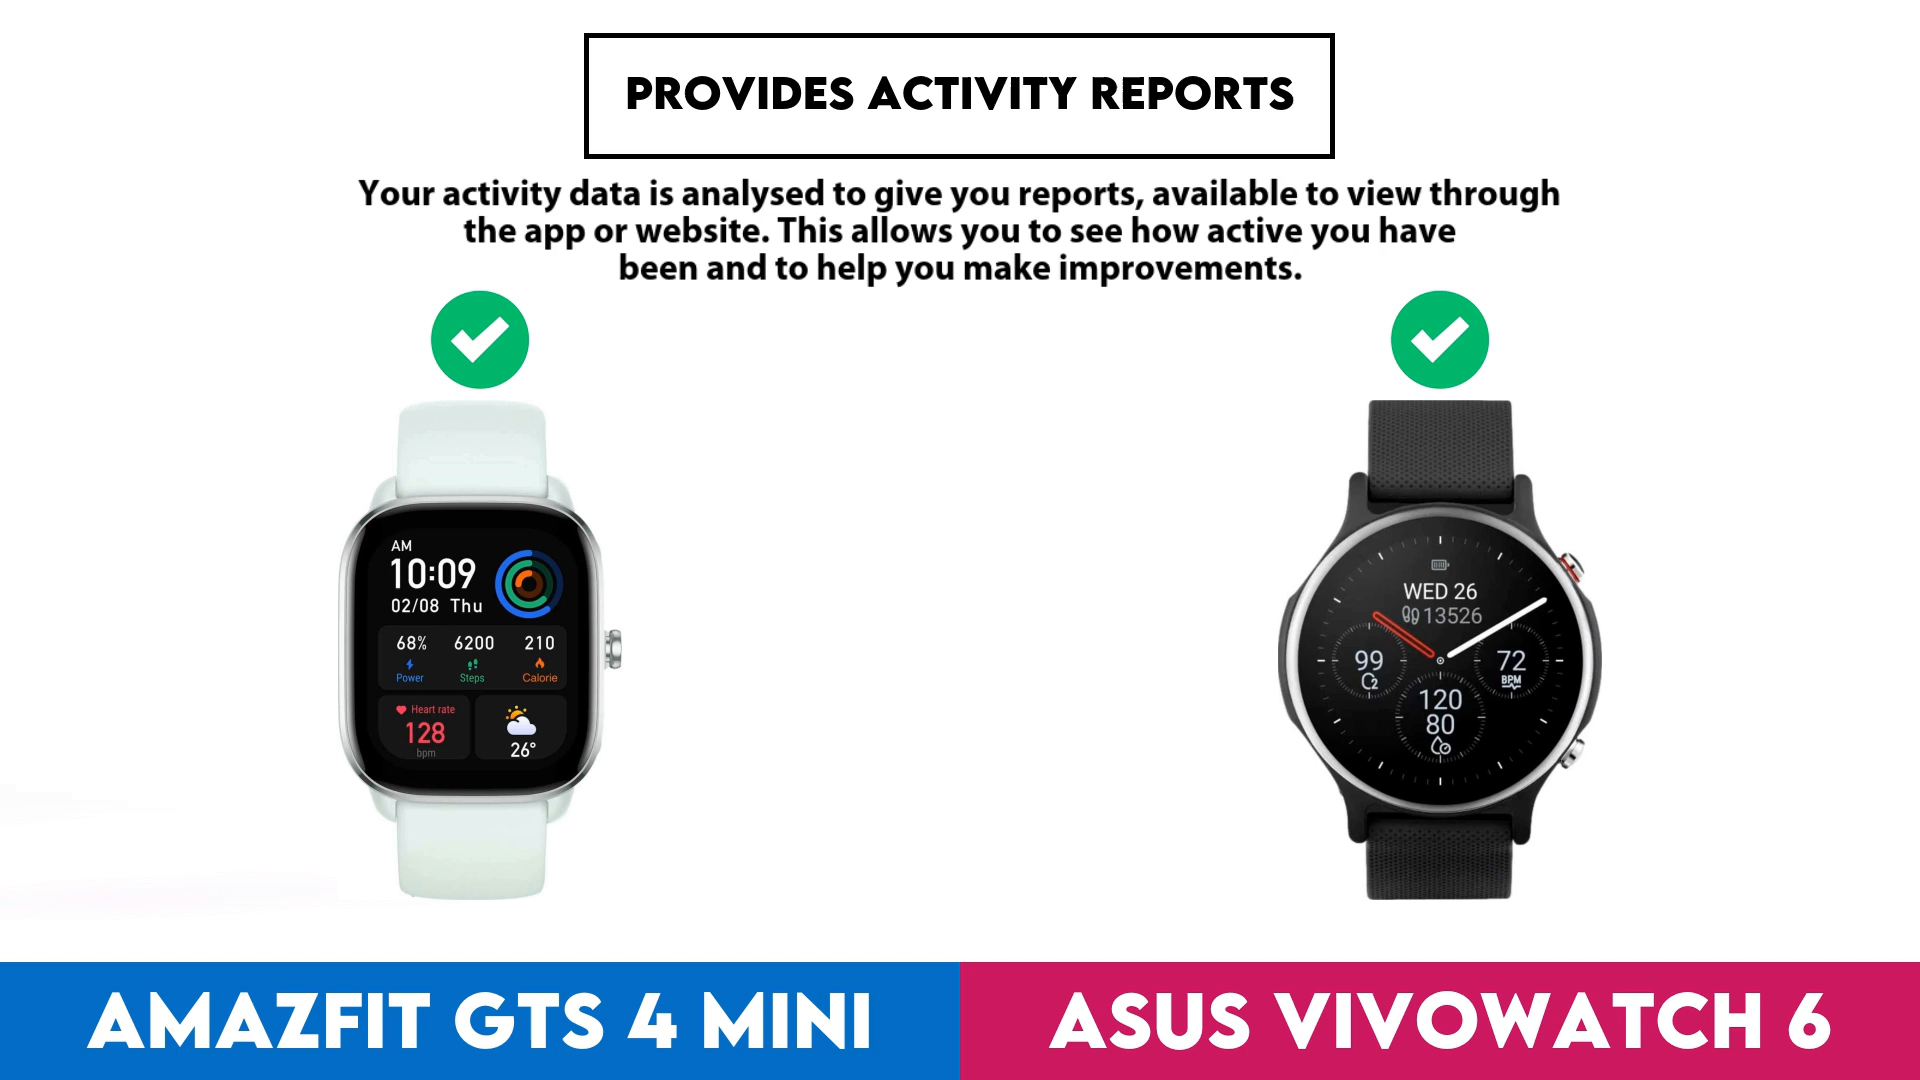 PROVIDES ACTIVITY REPORTS
Your activity data is analysed to give you reports, available to view through
the app or website. This allows you to see how active you have
been and to help you make improvements.
AM
10:09
02/08 Thu
68% 6200 210
Power Steps Calorie
Heart rate
128
bpm
26°
WED 26
13526
99
O2
72
BPM
120
80
AMAZFIT GTS 4 MINI
ASUS VIVOWATCH 6